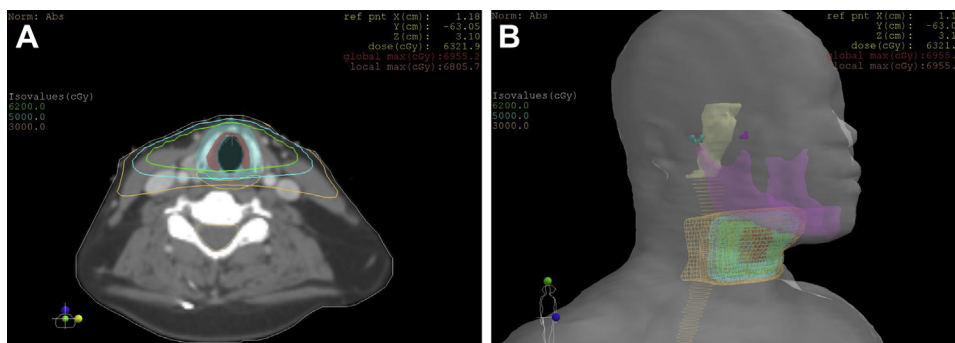 A
Norm: Abs
ref pnt X(cm): 1.18
Y(cm): -63.05
Z(cm): 3.10
dose(cGy): 6321.9
global max(cGy):6955.2
local max(cGy):6805.7
Isovalues(cGy)
6200.0
5000.0
3000.0
B
Norm: Abs
ref pnt X(cm): 1.18
Y(cm): -63.0
Z(cm): 3.1
dose(cGy): 6321.
global max(cGy):6955.
local max(cGy):6955.
Isovalues(cGy)
6200.0
5000.0
3000.0